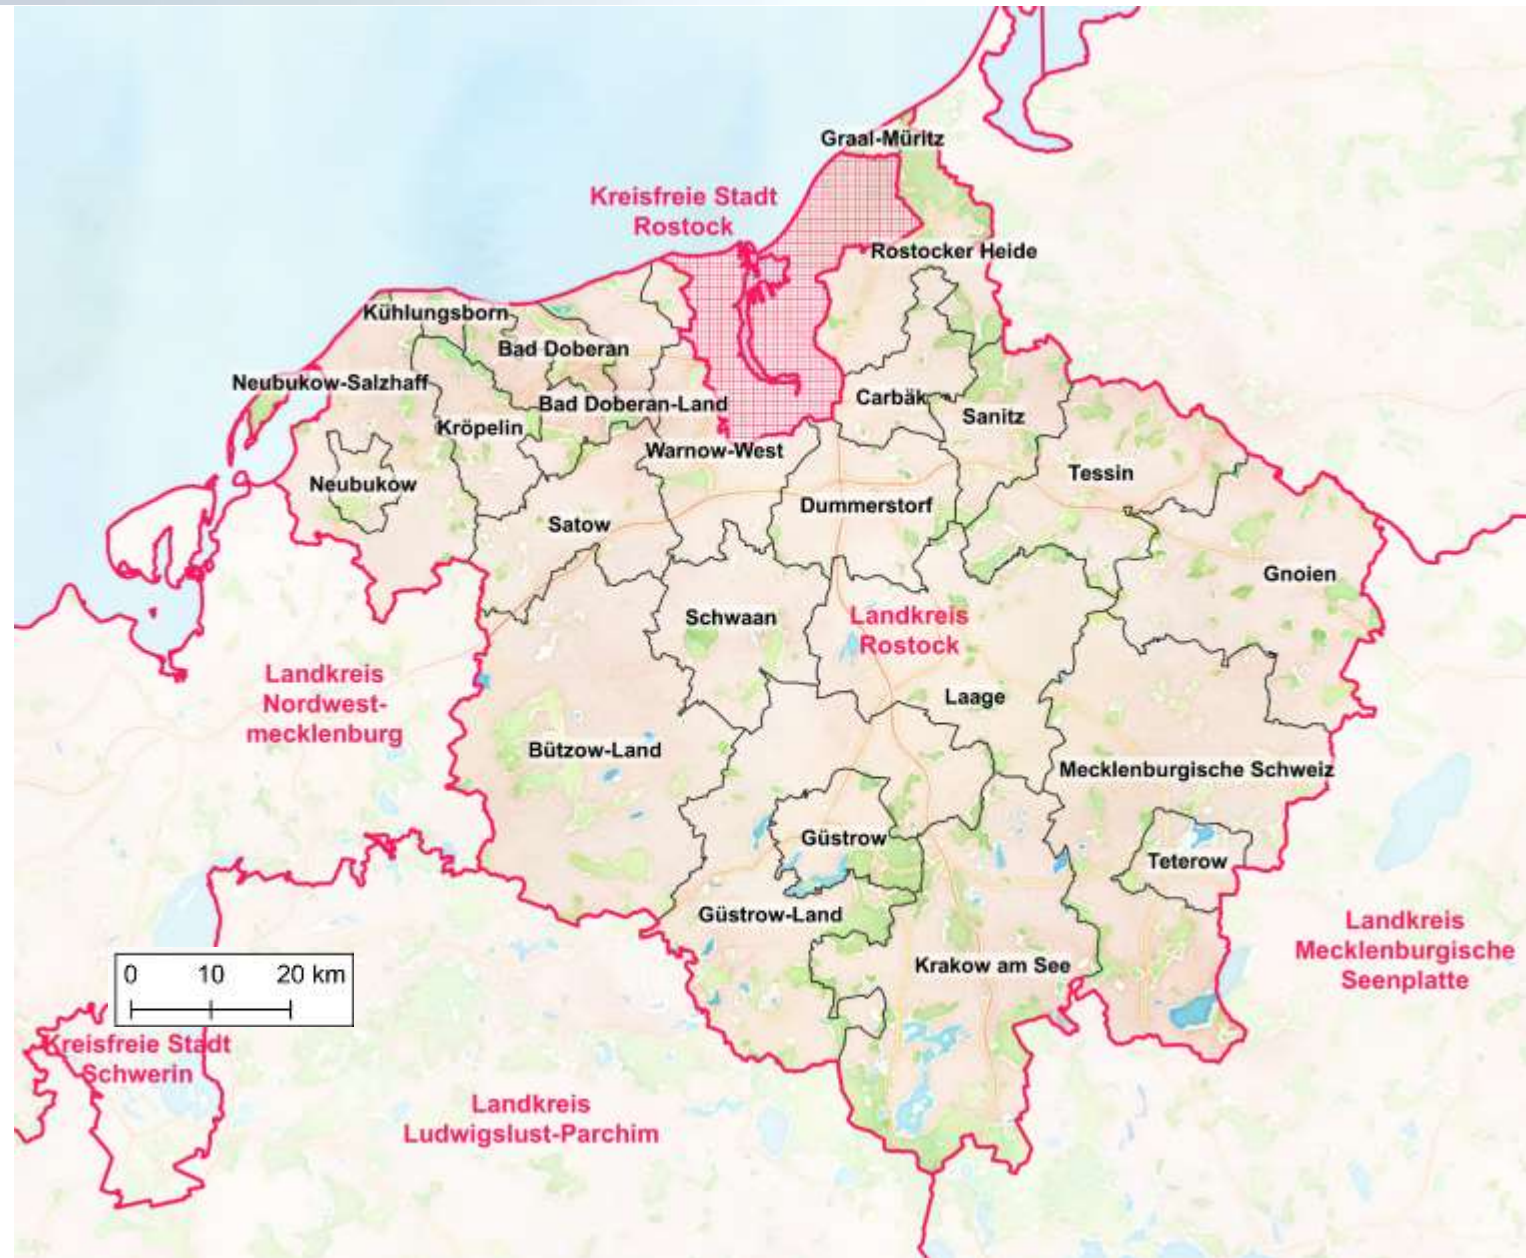 Graal-Müritz
Kreisfreie Stadt
Rostock
Rostocker Heide
Kühlungsborn
Bad Doberan
Neubukow-Salzhaff
Bad Doberan-Land
Carbäk
Sanitz
Kröpelin
Warnow-West
Tessin
Neubukow
Dummerstorf
Satow
Gnoien
Schwaan
Landkreis
Rostock
Landkreis
Nordwest-
mecklenburg
Laage
Bützow-Land
Mecklenburgische Schweiz
Güstrow
Teterow
Güstrow-Land
Landkreis
Mecklenburgische
Seenplatte
Krakow am See
0 10 20 km
Kreisfreie Stadt
Schwerin
Landkreis
Ludwigslust-Parchim